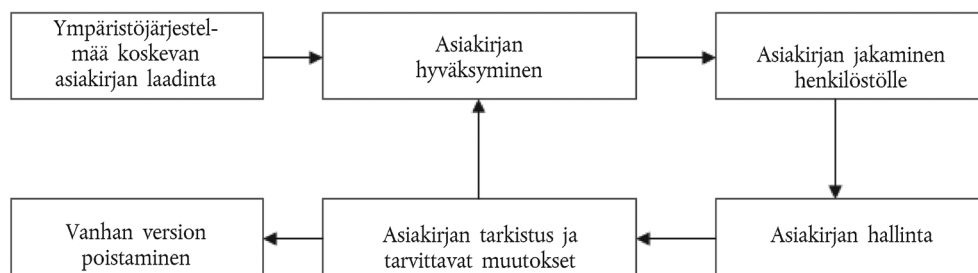 Ympäristöjärjestel-
mää koskevan
asiakirjan laadinta
Asiakirjan
hyväksyminen
Asiakirjan jakaminen
henkilöstölle
Vanhan version
poistaminen
Asiakirjan tarkistus ja
tarvittavat muutokset
Asiakirjan hallinta